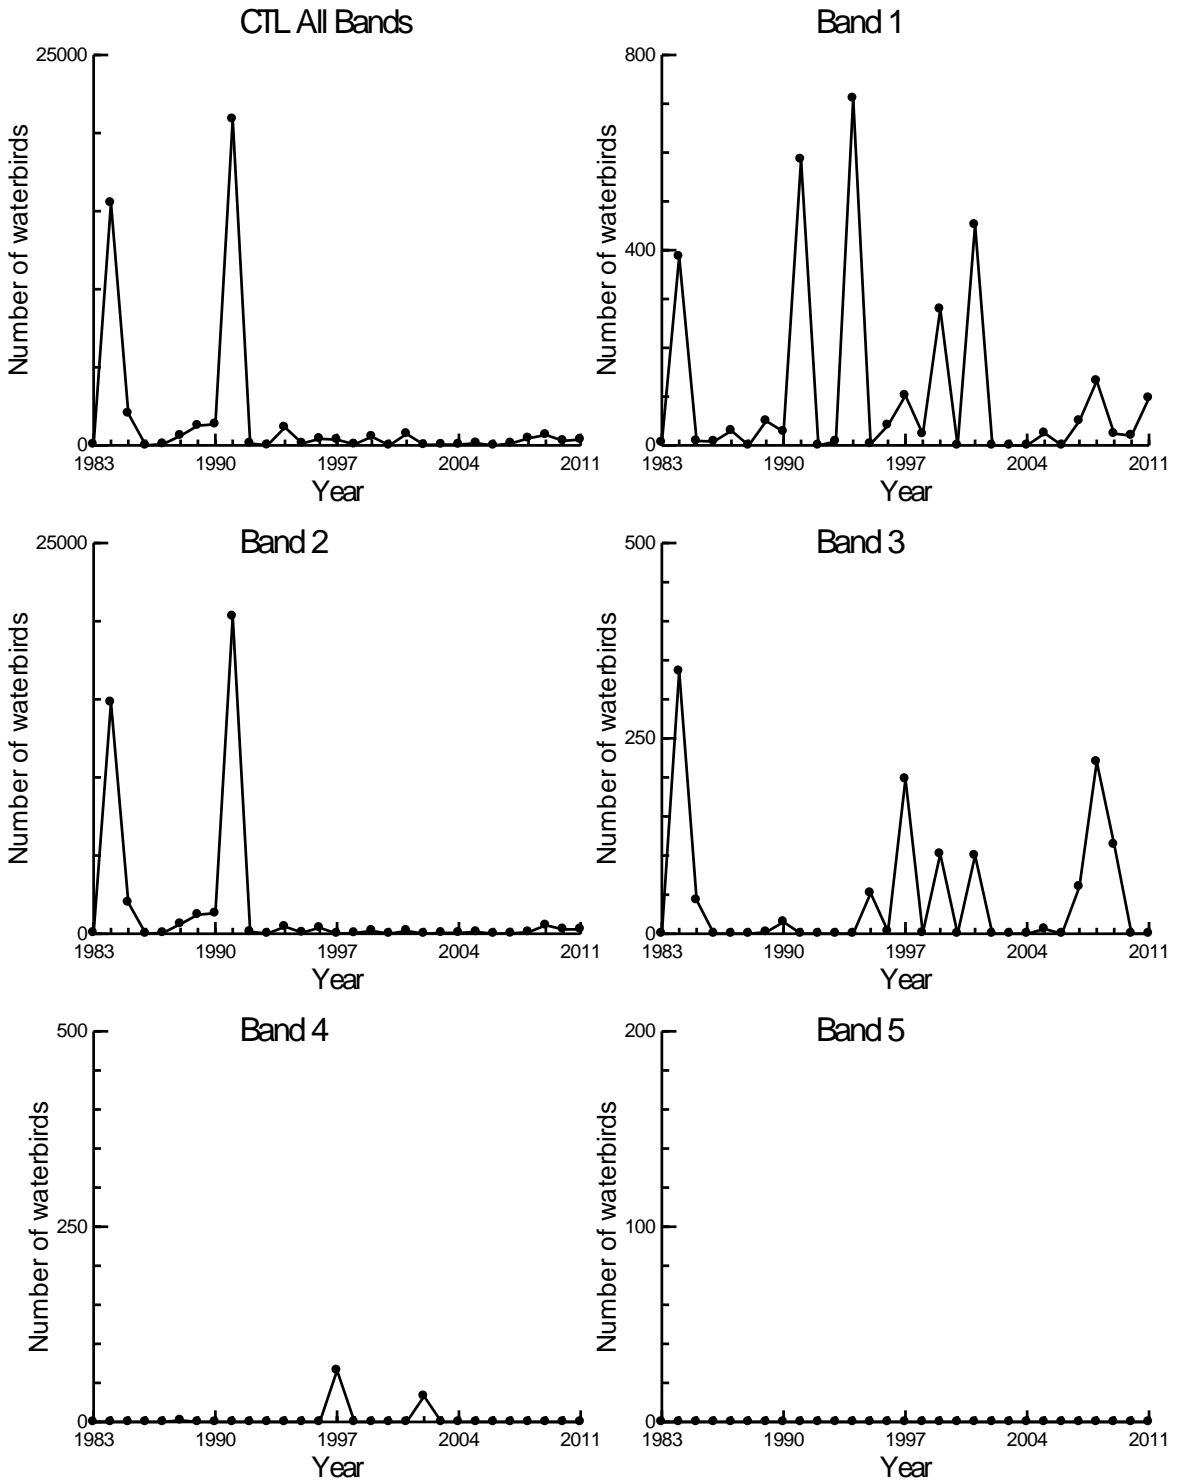 CTL All Bands
25000
Number of waterbirds
0
1983 1990 1997 2004 2011
Year
Band 1
800
400
Number of waterbirds
0
1983 1990 1997 2004 2011
Year
Band 2
25000
Number of waterbirds
0
1983 1990 1997 2004 2011
Year
Band 3
500
250
Number of waterbirds
0
1983 1990 1997 2004 2011
Year
Band 4
500
250
Number of waterbirds
0
1983 1990 1997 2004 2011
Year
Band 5
200
100
Number of waterbirds
0
1983 1990 1997 2004 2011
Year